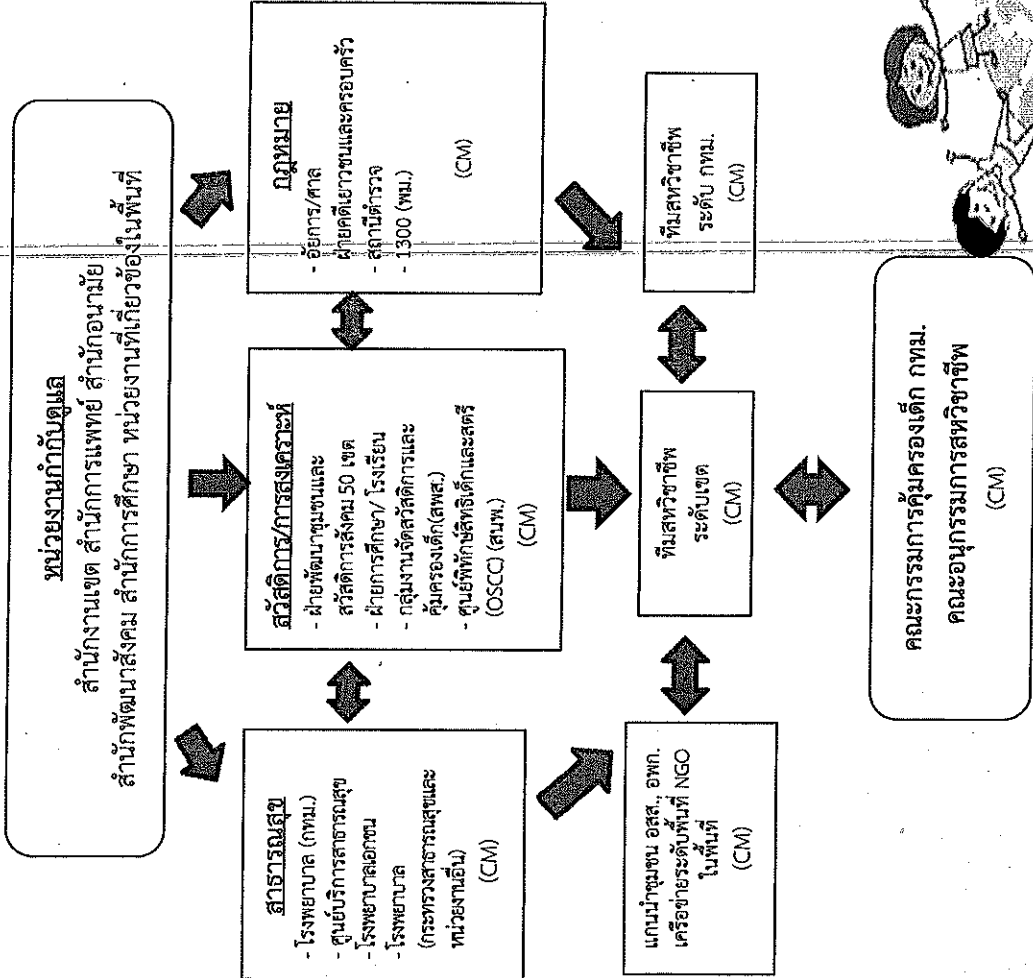 หน่วยงานกำกับดูแล
สำนักงานเขต สำนักการแพทย์ สำนักอนามัย
สำนักพัฒนาสังคม สำนักการศึกษา หน่วยงานที่เกี่ยวข้องในพื้นที่
สาธารณสุข
- โรงพยาบาล (กทม.)
- ศูนย์บริการสาธารณสุข
- โรงพยาบาลเอกชน
- โรงพยาบาล
(กระทรวงสาธารณสุขและ
หน่วยงานอื่น)
(CM)
สวัสดิการ/การสงเคราะห์
- ฝ่ายพัฒนาชุมชนและ
สวัสดิการสังคม 50 เขต
- ฝ่ายการศึกษา/ โรงเรียน
- กลุ่มงานจัดสวัสดิการและ
คุ้มครองเด็ก(สพส.)
- ศูนย์พิทักษ์สิทธิเด็กและสตรี
(OSCC) (สนพ.)
(CM)
กฎหมาย
- อัยการ/ศาล
ฝ่ายคดีเยาวชนและครอบครัว
- สถานีตำรวจ
- 1300 (พม.)
(CM)
แกนนำชุมชน อสส., อพก.
เครือข่ายระดับพื้นที่ NGO
ในพื้นที่
(CM)
ทีมสหวิชาชีพ
ระดับเขต
(CM)
ทีมสหวิชาชีพ
ระดับ กทม.
(CM)
คณะกรรมการคุ้มครองเด็ก กทม.
คณะอนุกรรมการสหวิชาชีพ
(CM)